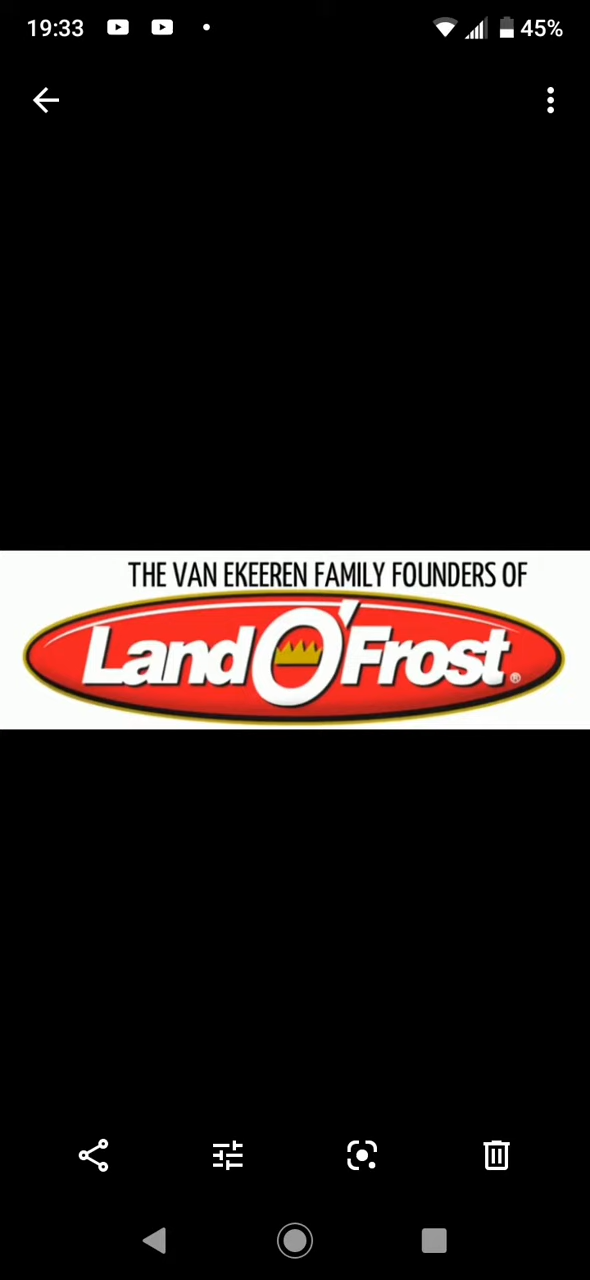 19:33 45%
THE VAN EKEEREN FAMILY FOUNDERS OF
Land O'Frost®